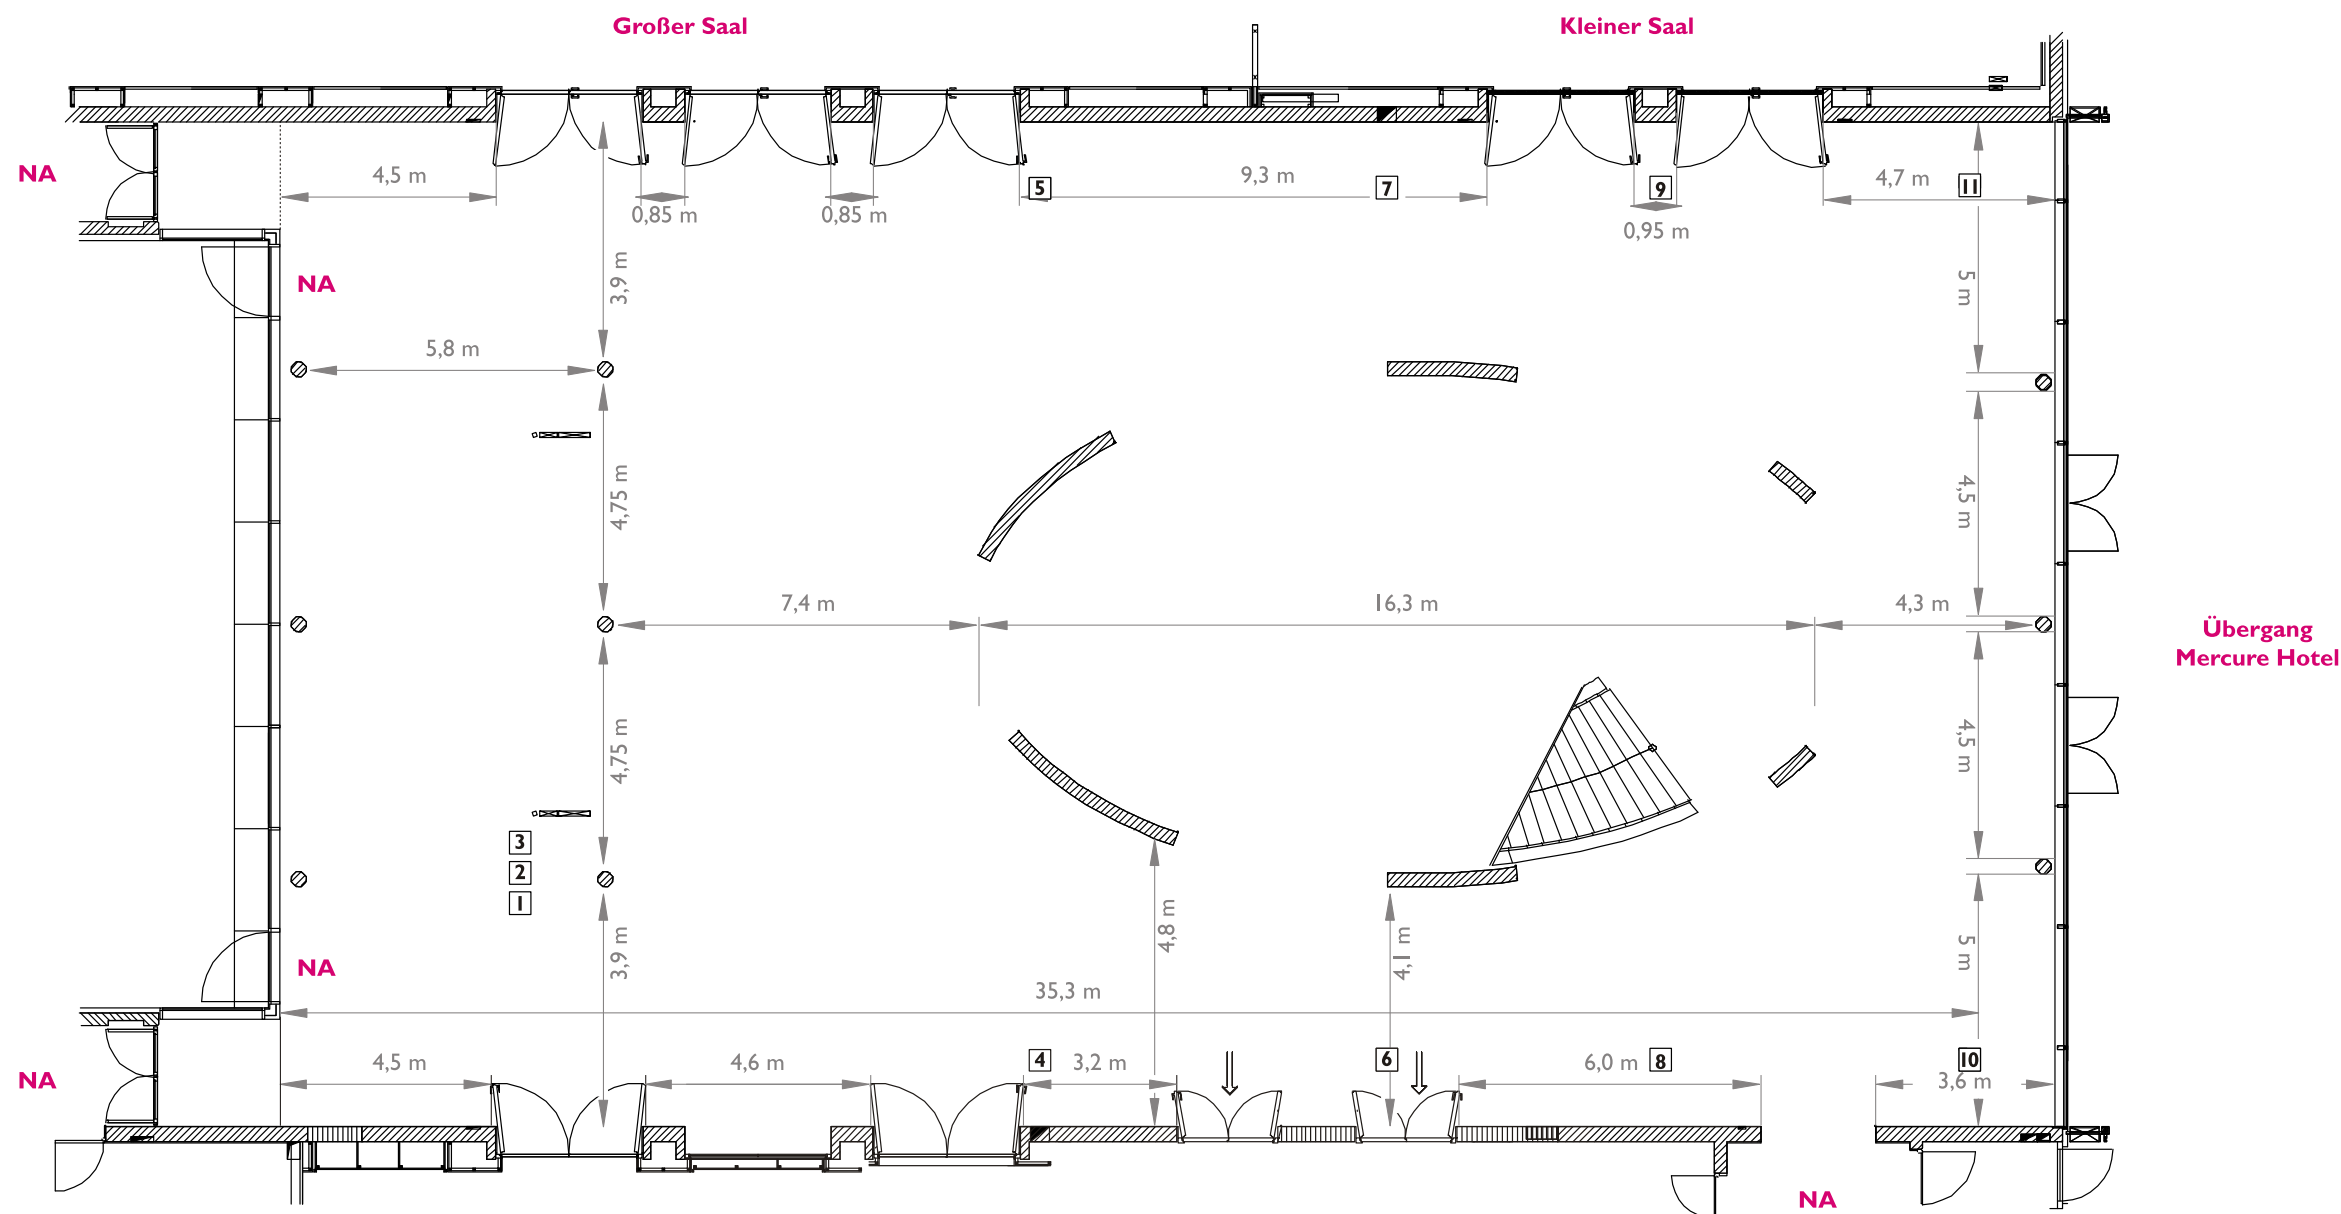 Großer Saal
Kleiner Saal
NA
4,5 m
0,85 m
0,85 m
5
9,3 m
7
9
0,95 m
4,7 m
11
NA
3,9 m
5 m
5,8 m
4,75 m
4,5 m
7,4 m
16,3 m
4,3 m
Übergang
Mercure Hotel
4,75 m
4,5 m
3
2
1
3,9 m
4,8 m
4,1 m
5 m
NA
35,3 m
NA
4,5 m
4,6 m
4
3,2 m
6
6,0 m
8
10
3,6 m
NA